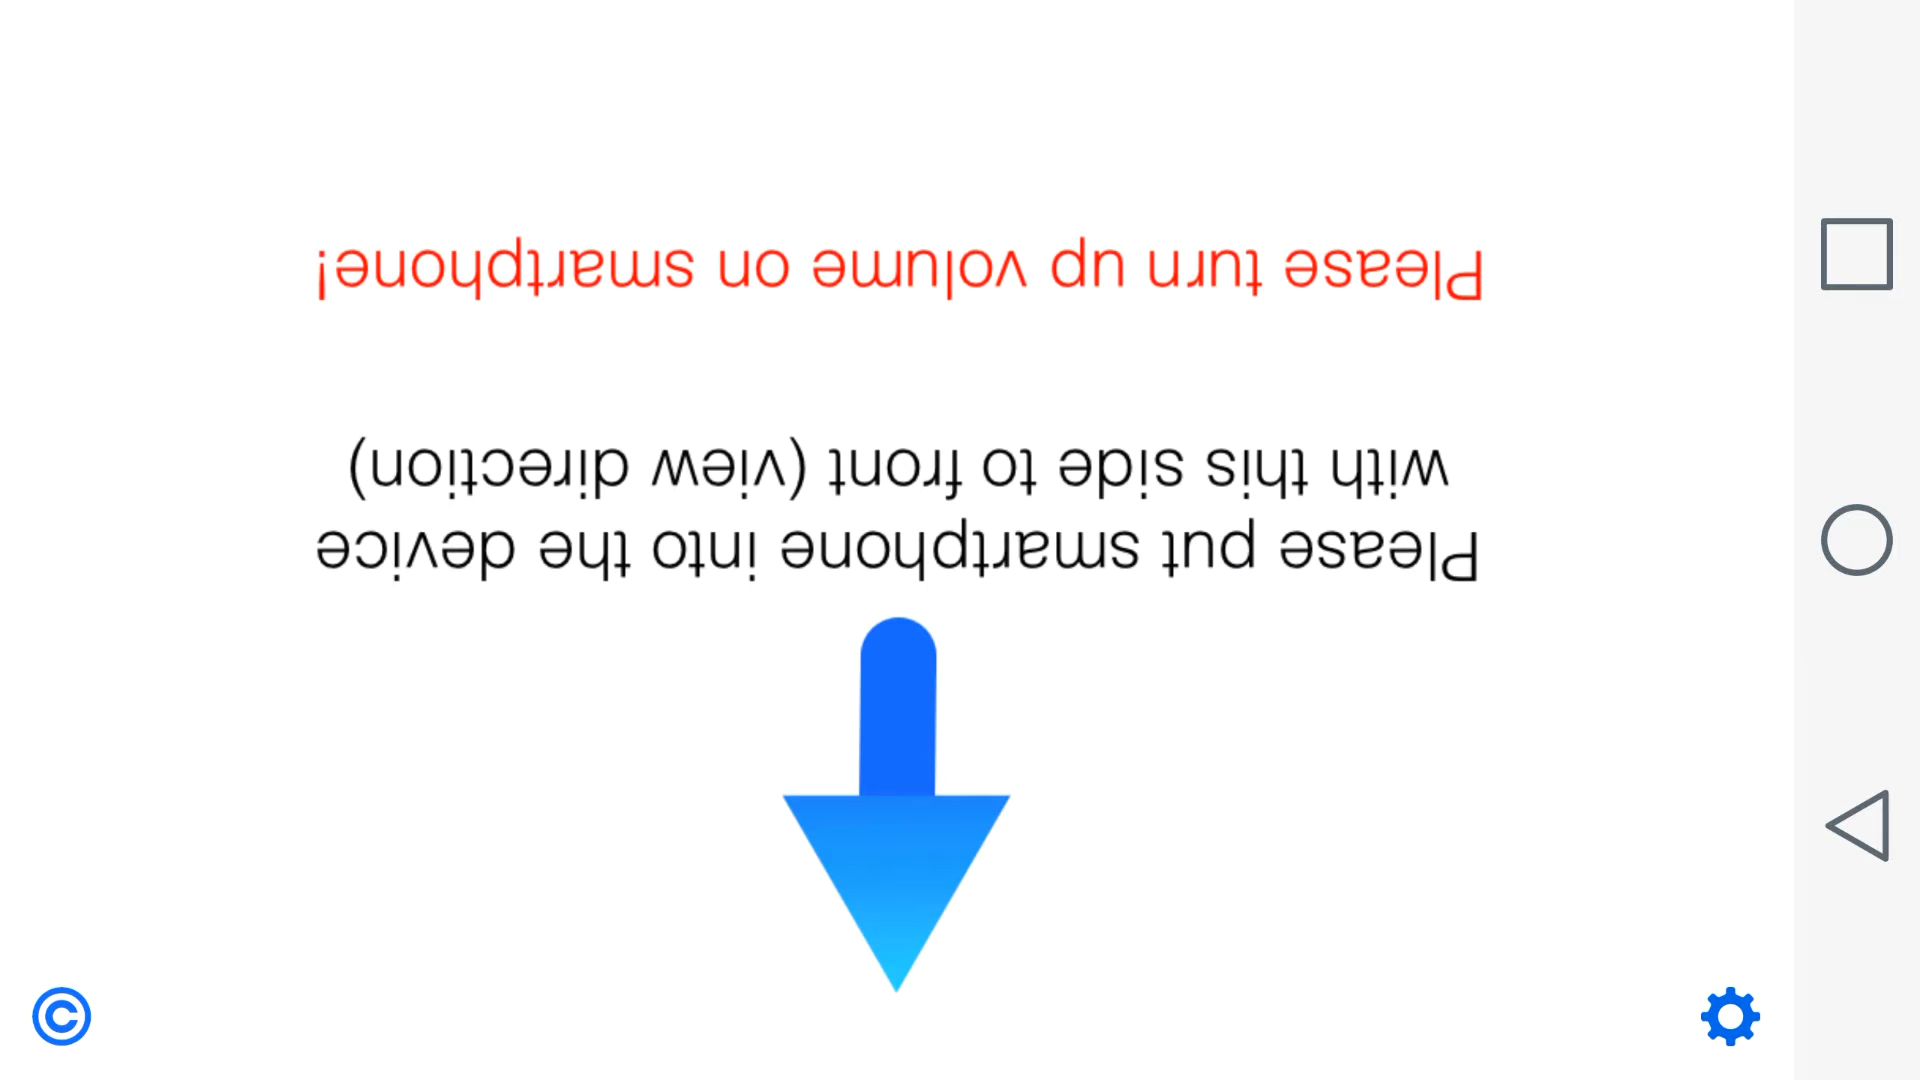 Please put smartphone into the device
with this side to front (view direction)
Please turn up volume on smartphone!
©